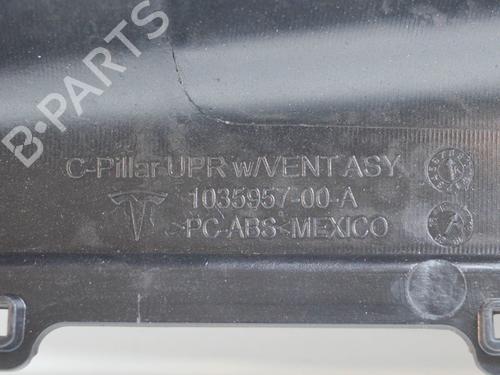 B-PARTS
C-Pillar UPR w/VENT ASY
1035957-00-A
>PC-ABS< MEXICO